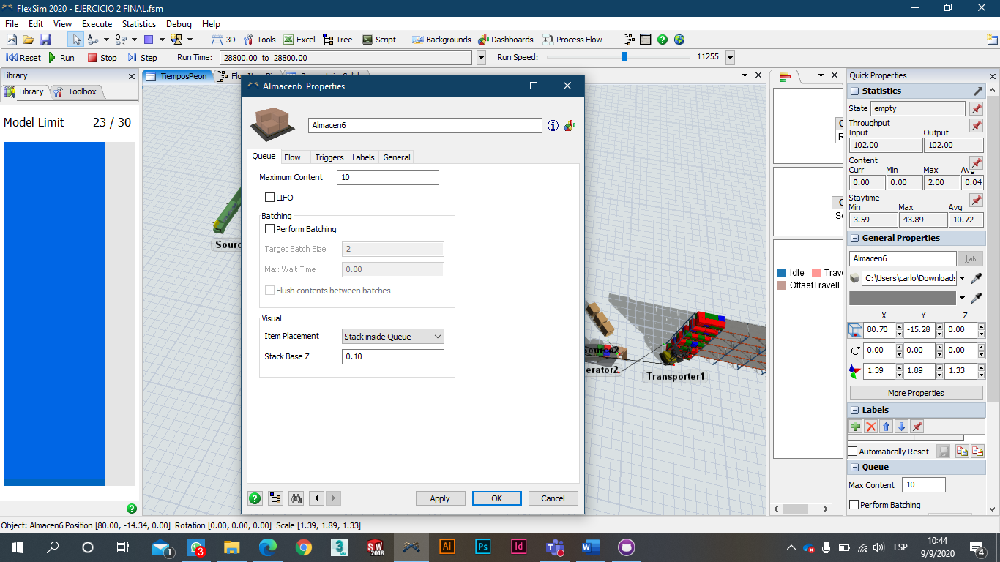 FlexSim 2020 - EJERCICIO 2 FINAL.fsm
File Edit View Execute Statistics Debug Help
3D Tools Excel Tree Script Backgrounds Dashboards Process Flow
Reset Run Stop Step Run Time: 28800.00 to 28800.00 Run Speed: 11255
Library
Library Toolbox
Model Limit 23 / 30
TiemposPeon
Sour
Almacen6 Properties
Almacen6
Queue Flow Triggers Labels General
Maximum Content 10
LIFO
Batching
Perform Batching
Target Batch Size 2
Max Wait Time 0.00
Flush contents between batches
Visual
Item Placement Stack inside Queue
Stack Base Z 0.10
Apply OK Cancel
erator2
Transporter1
Idle Trave
OffsetTravelE
Quick Properties
Statistics
State empty
Throughput
Input Output
102.00 102.00
Content
Curr Min Max Avg
0.00 0.00 2.00 0.04
Staytime
Min Max Avg
3.59 43.89 10.72
General Properties
Almacen6
C:\Users\carlo\Download
X Y Z
80.70 -15.28 0.00
0.00 0.00 0.00
1.39 1.89 1.33
More Properties
Labels
Automatically Reset
Queue
Max Content 10
Perform Batching
Object: Almacen6 Position [80.00, -14.34, 0.00] Rotation [0.00, 0.00, 0.00] Scale [1.39, 1.89, 1.33]
1 3 3 MAX SW 2018 Ai Ps Id
ESP
10:44
9/9/2020
4